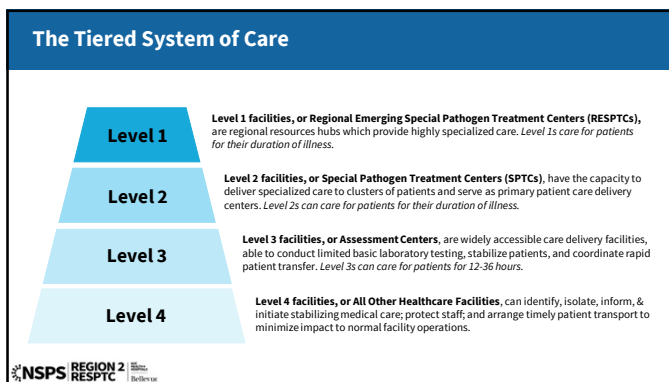 The Tiered System of Care
Level 1
Level 1 facilities, or Regional Emerging Special Pathogen Treatment Centers (RESPTCs),
are regional resources hubs which provide highly specialized care. Level 1s care for patients
for their duration of illness.
Level 2
Level 2 facilities, or Special Pathogen Treatment Centers (SPTCs), have the capacity to
deliver specialized care to clusters of patients and serve as primary patient care delivery
centers. Level 2s can care for patients for their duration of illness.
Level 3
Level 3 facilities, or Assessment Centers, are widely accessible care delivery facilities,
able to conduct limited basic laboratory testing, stabilize patients, and coordinate rapid
patient transfer. Level 3s can care for patients for 12-36 hours.
Level 4
Level 4 facilities, or All Other Healthcare Facilities, can identify, isolate, inform, &
initiate stabilizing medical care; protect staff; and arrange timely patient transport to
minimize impact to normal facility operations.
NSPS
REGION 2
RESPTC
Bellevue